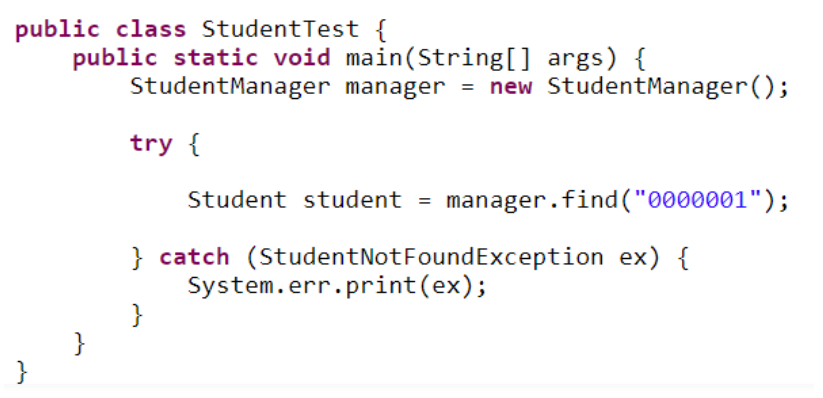 public class StudentTest {
    public static void main(String[] args) {
        StudentManager manager = new StudentManager();
        try {
            Student student = manager.find("0000001");
        } catch (StudentNotFoundException ex) {
            System.err.print(ex);
        }
    }
}